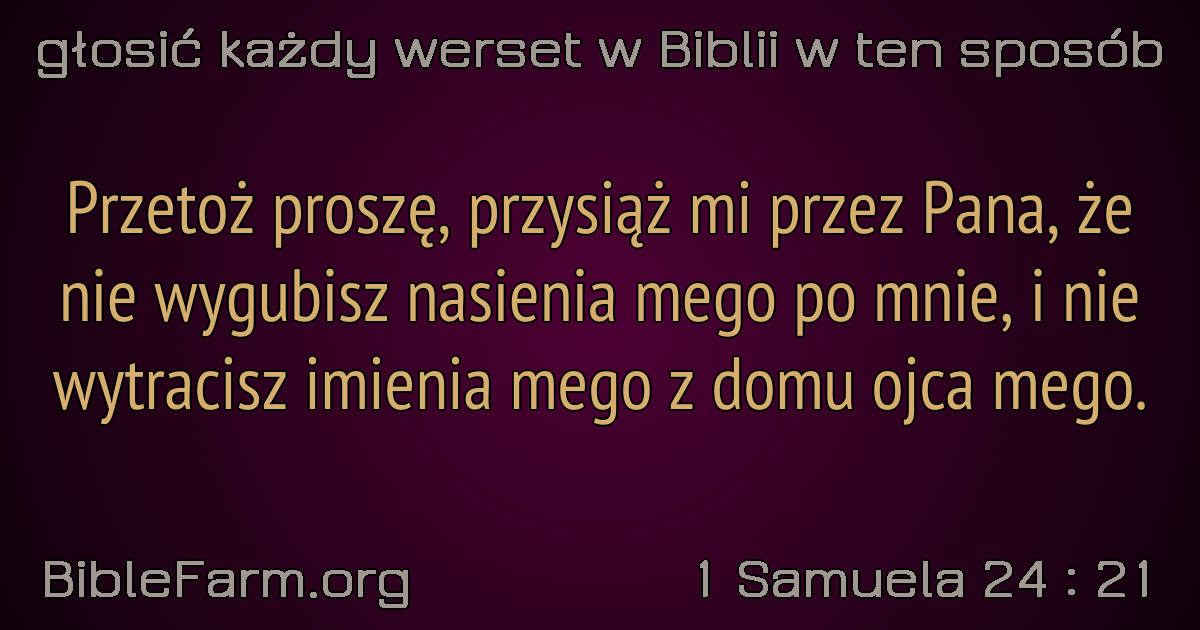 głosić każdy werset w Biblii w ten sposób
Przetoż proszę, przysiąż mi przez Pana, że
nie wygubisz nasienia mego po mnie, i nie
wytracisz imienia mego z domu ojca mego.
BibleFarm.org
1 Samuela 24 : 21